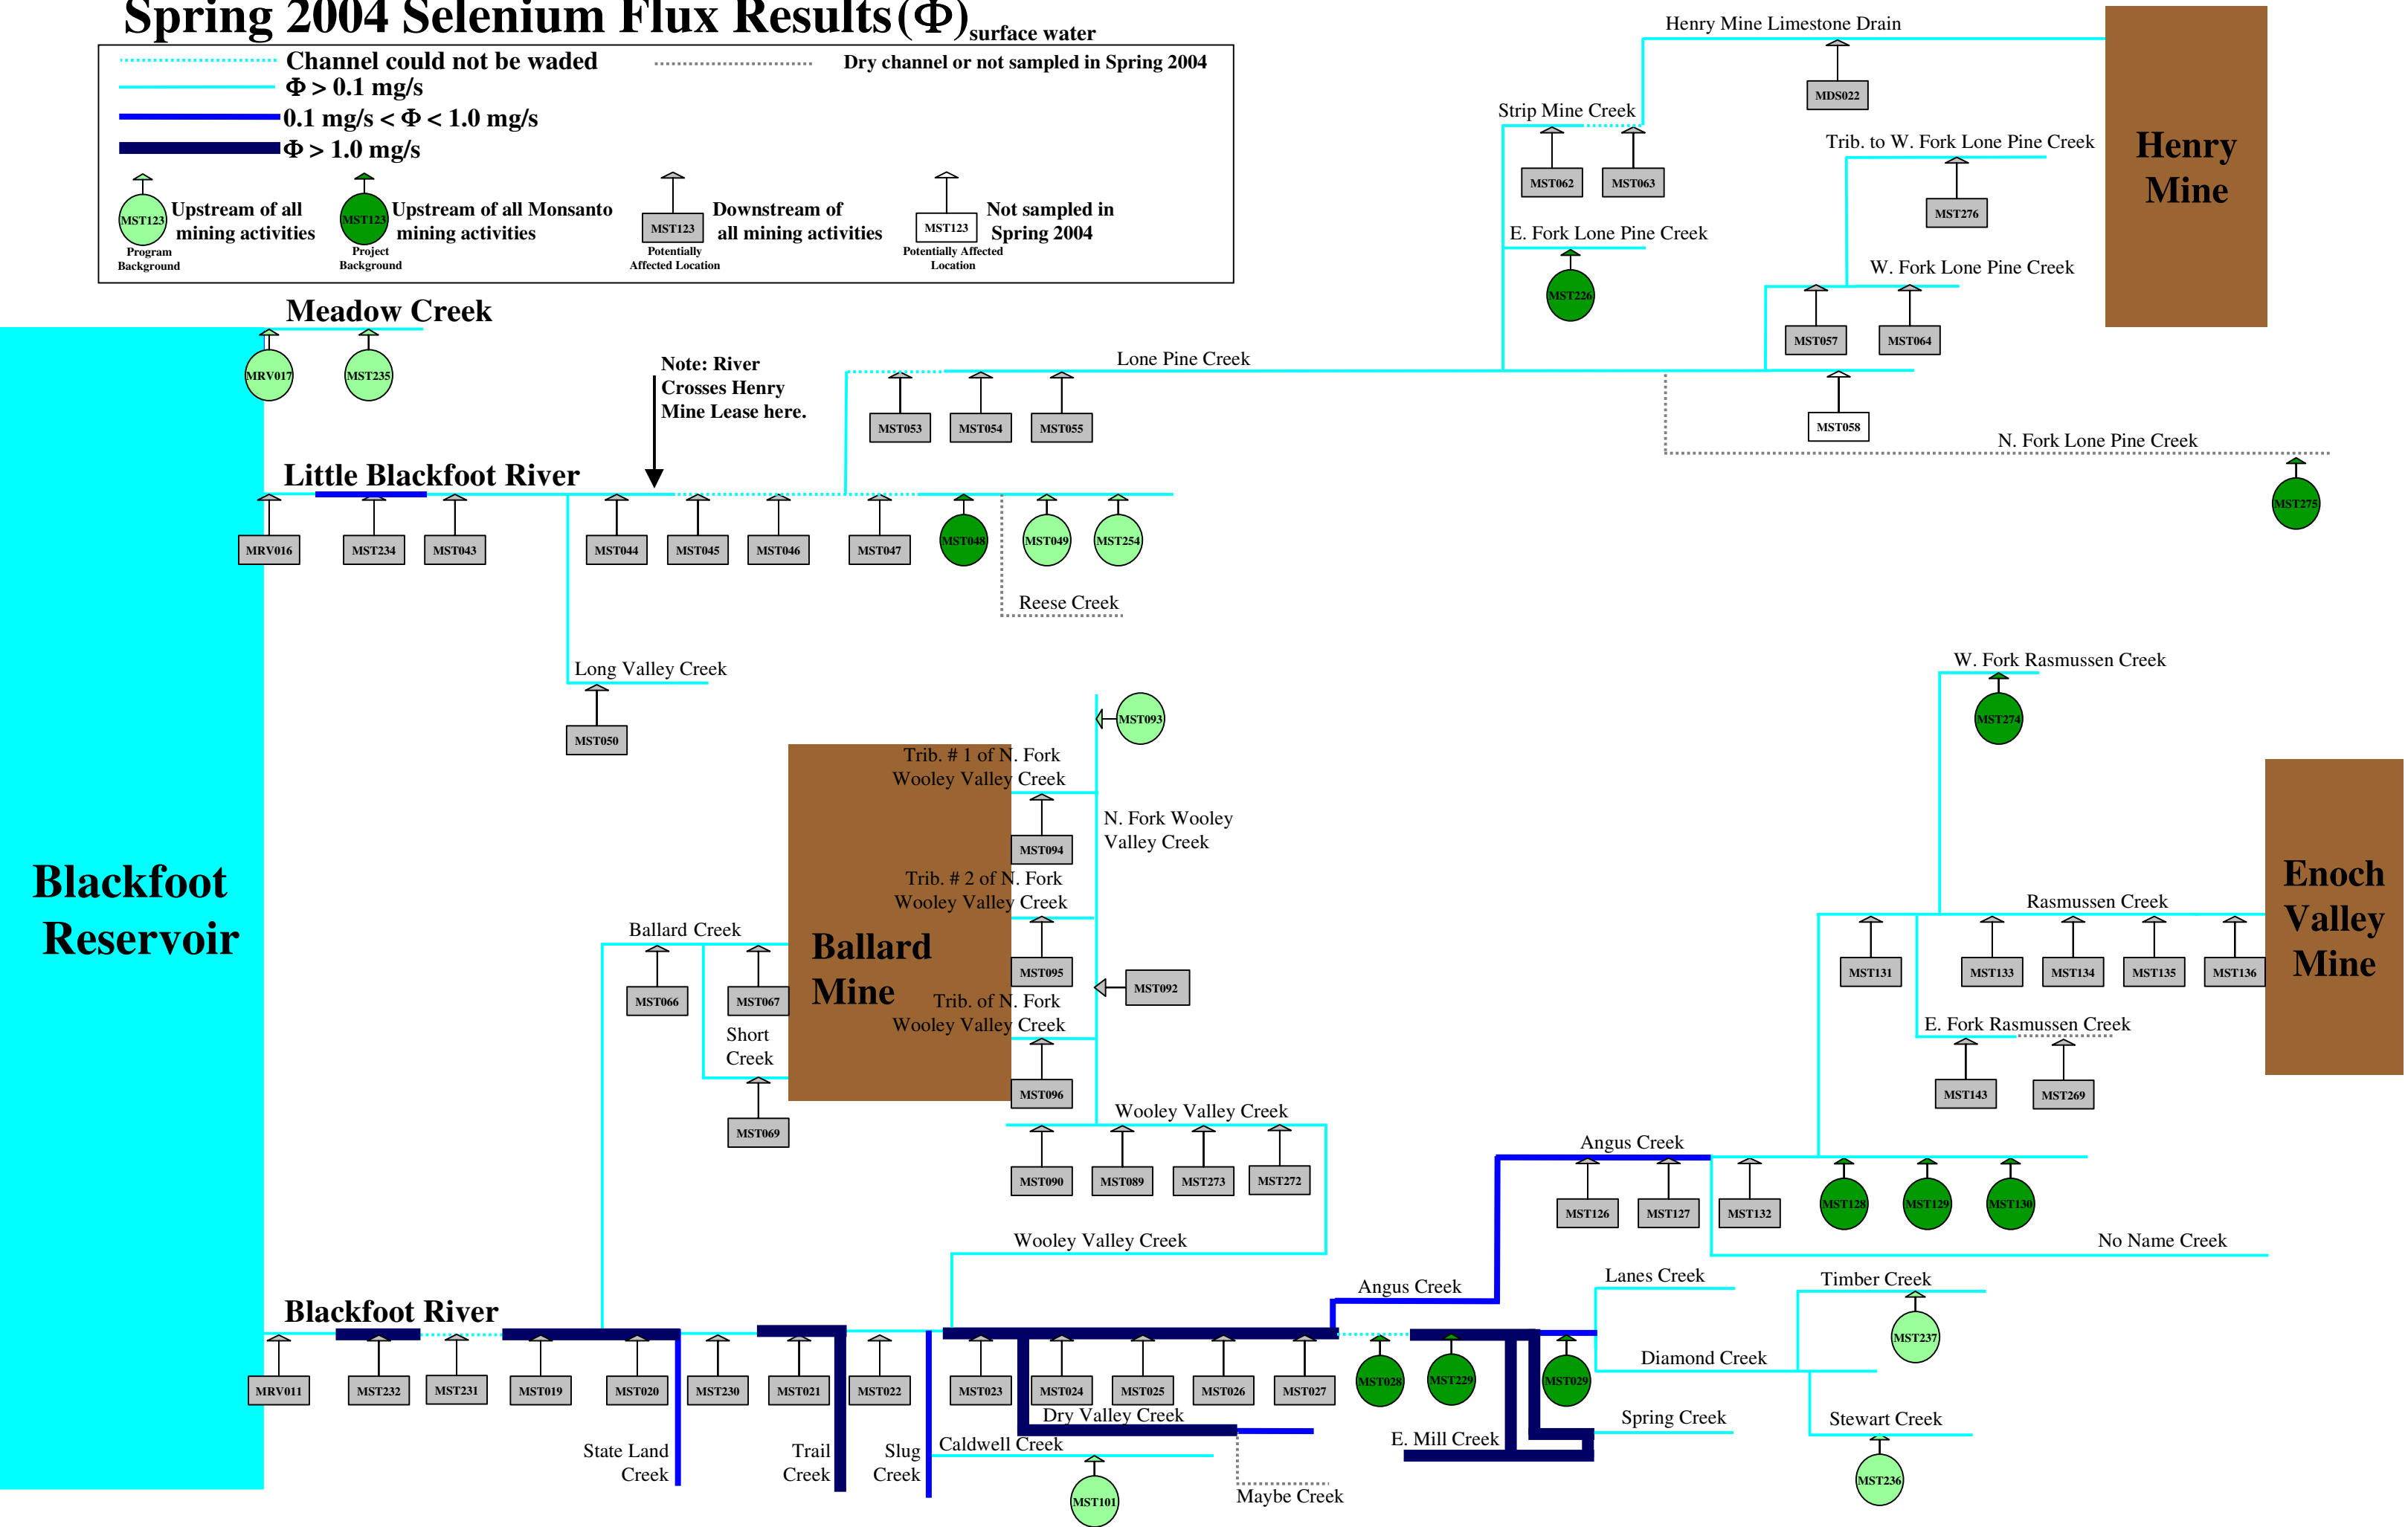 Spring 2004 Selenium Flux Results (Φ)surface water
Channel could not be waded
Dry channel or not sampled in Spring 2004
Φ > 0.1 mg/s
0.1 mg/s < Φ < 1.0 mg/s
Φ > 1.0 mg/s
MST123
Upstream of all
mining activities
Program
Background
MST123
Upstream of all Monsanto
mining activities
Project
Background
MST123
Downstream of
all mining activities
Potentially
Affected Location
MST123
Not sampled in
Spring 2004
Potentially Affected
Location
Henry Mine Limestone Drain
MDS022
Strip Mine Creek
MST062
MST063
Trib. to W. Fork Lone Pine Creek
MST276
Henry
Mine
E. Fork Lone Pine Creek
MST226
W. Fork Lone Pine Creek
MST057
MST064
Meadow Creek
MRV017
MST235
Note: River
Crosses Henry
Mine Lease here.
Lone Pine Creek
MST053
MST054
MST055
MST058
N. Fork Lone Pine Creek
MST275
Little Blackfoot River
MRV016
MST234
MST043
MST044
MST045
MST046
MST047
MST048
MST049
MST254
Reese Creek
Long Valley Creek
MST050
W. Fork Rasmussen Creek
MST274
MST093
Trib. # 1 of N. Fork
Wooley Valley Creek
MST094
N. Fork Wooley
Valley Creek
Trib. # 2 of N. Fork
Wooley Valley Creek
MST095
MST092
Trib. of N. Fork
Wooley Valley Creek
MST096
Blackfoot
Reservoir
Ballard
Mine
Ballard Creek
MST066
MST067
Short
Creek
MST069
Enoch
Valley
Mine
Rasmussen Creek
MST131
MST133
MST134
MST135
MST136
E. Fork Rasmussen Creek
MST143
MST269
Wooley Valley Creek
MST090
MST089
MST273
MST272
Angus Creek
MST126
MST127
MST132
MST128
MST129
MST130
Wooley Valley Creek
No Name Creek
Angus Creek
Lanes Creek
Timber Creek
MST237
Blackfoot River
MRV011
MST232
MST231
MST019
MST020
MST230
MST021
MST022
MST023
MST024
MST025
MST026
MST027
MST028
MST229
MST029
Diamond Creek
Dry Valley Creek
Spring Creek
Stewart Creek
MST236
State Land
Creek
Trail
Creek
Slug
Creek
Caldwell Creek
MST101
E. Mill Creek
Maybe Creek